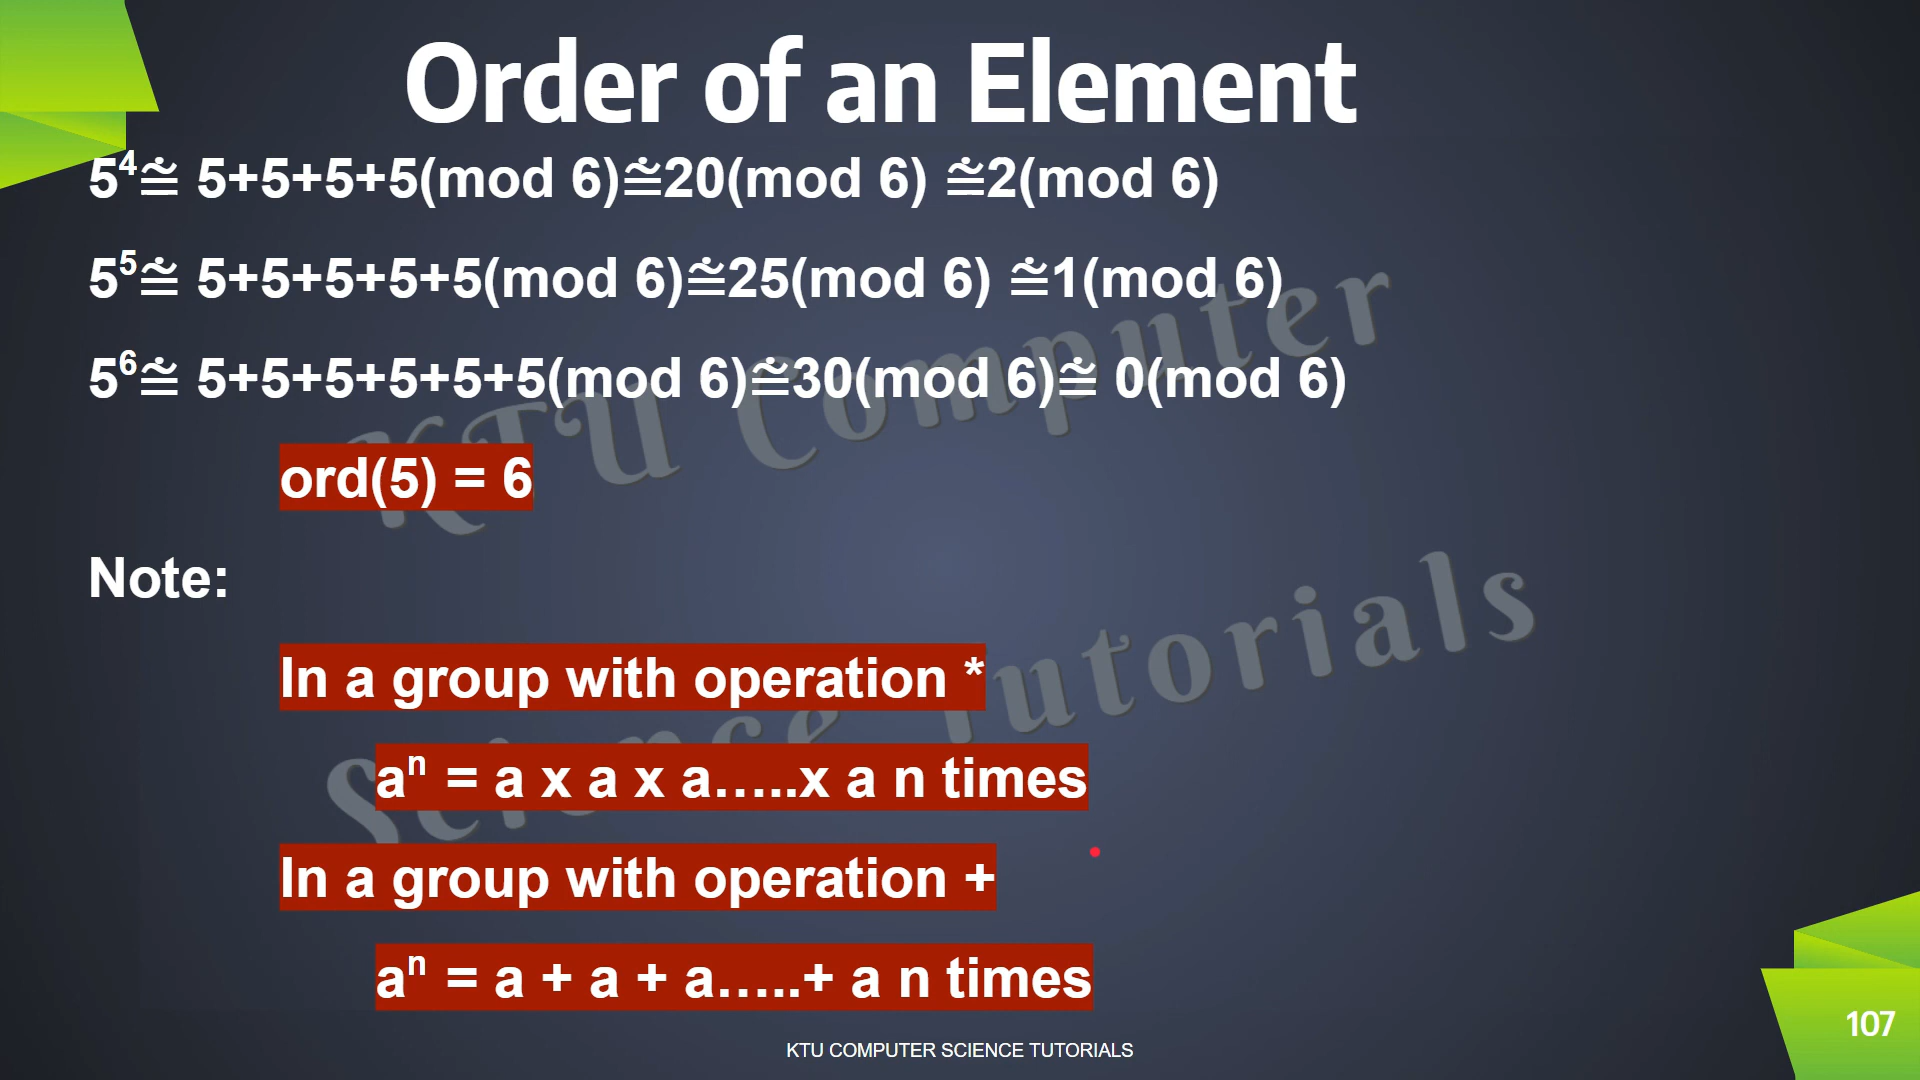 Order of an Element
5⁴≊ 5+5+5+5(mod 6)≊20(mod 6) ≊2(mod 6)
5⁵≊ 5+5+5+5+5(mod 6)≊25(mod 6) ≊1(mod 6)
5⁶≊ 5+5+5+5+5+5(mod 6)≊30(mod 6)≊ 0(mod 6)
ord(5) = 6
Note:
In a group with operation *
aⁿ = a x a x a…..x a n times
In a group with operation +
aⁿ = a + a + a…..+ a n times
KTU Computer
Science Tutorials
107
KTU COMPUTER SCIENCE TUTORIALS